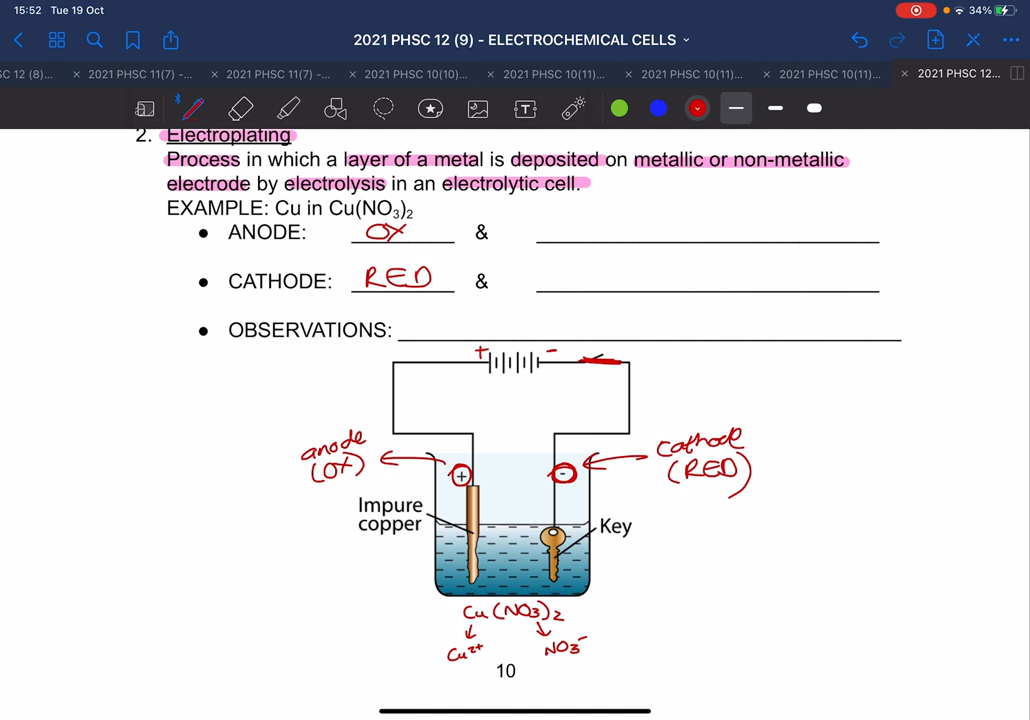 15:52 Tue 19 Oct
34%
2021 PHSC 12 (9) - ELECTROCHEMICAL CELLS
SC 12 (8)... 2021 PHSC 11(7) -... 2021 PHSC 11(7) -... 2021 PHSC 10(10)... 2021 PHSC 10(11)... 2021 PHSC 10(11)... 2021 PHSC 10(11)... 2021 PHSC 12...
T
2. Electroplating
Process in which a layer of a metal is deposited on metallic or non-metallic
electrode by electrolysis in an electrolytic cell.
EXAMPLE: Cu in Cu(NO₃)₂
● ANODE: OX &
● CATHODE: RED &
● OBSERVATIONS:
+ -
anode
(OX)
cathode
(RED)
+ -
Impure
copper
Key
Cu(NO3)2
Cu²⁺ NO3⁻
10